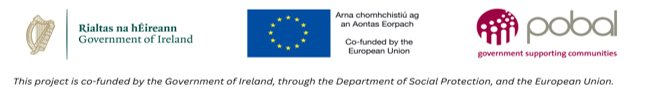 Rialtas na hÉireann
Government of Ireland
Arna chomhchistiú ag
an Aontas Eorpach
Co-funded by the
European Union
pobal
government supporting communities
This project is co-funded by the Government of Ireland, through the Department of Social Protection, and the European Union.